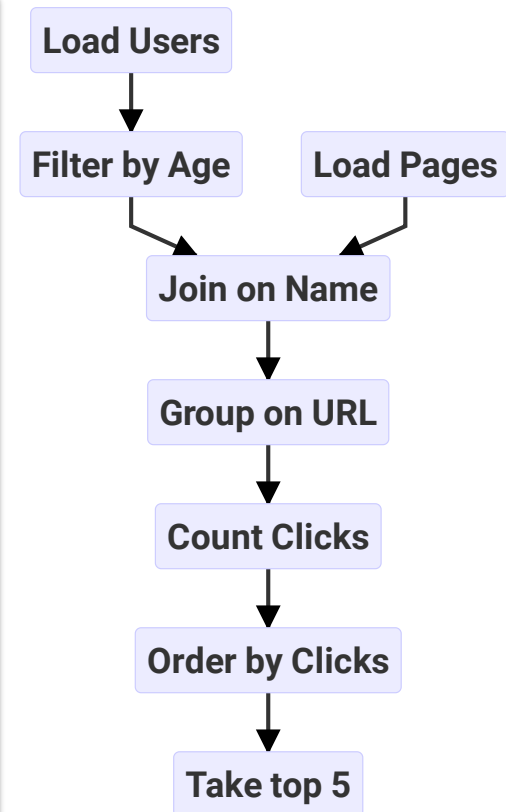 Load Users
Filter by Age
Load Pages
Join on Name
Group on URL
Count Clicks
Order by Clicks
Take top 5